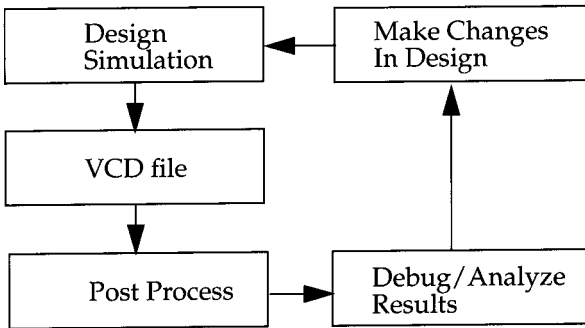 Design
Simulation
Make Changes
In Design
VCD file
Post Process
Debug/Analyze
Results